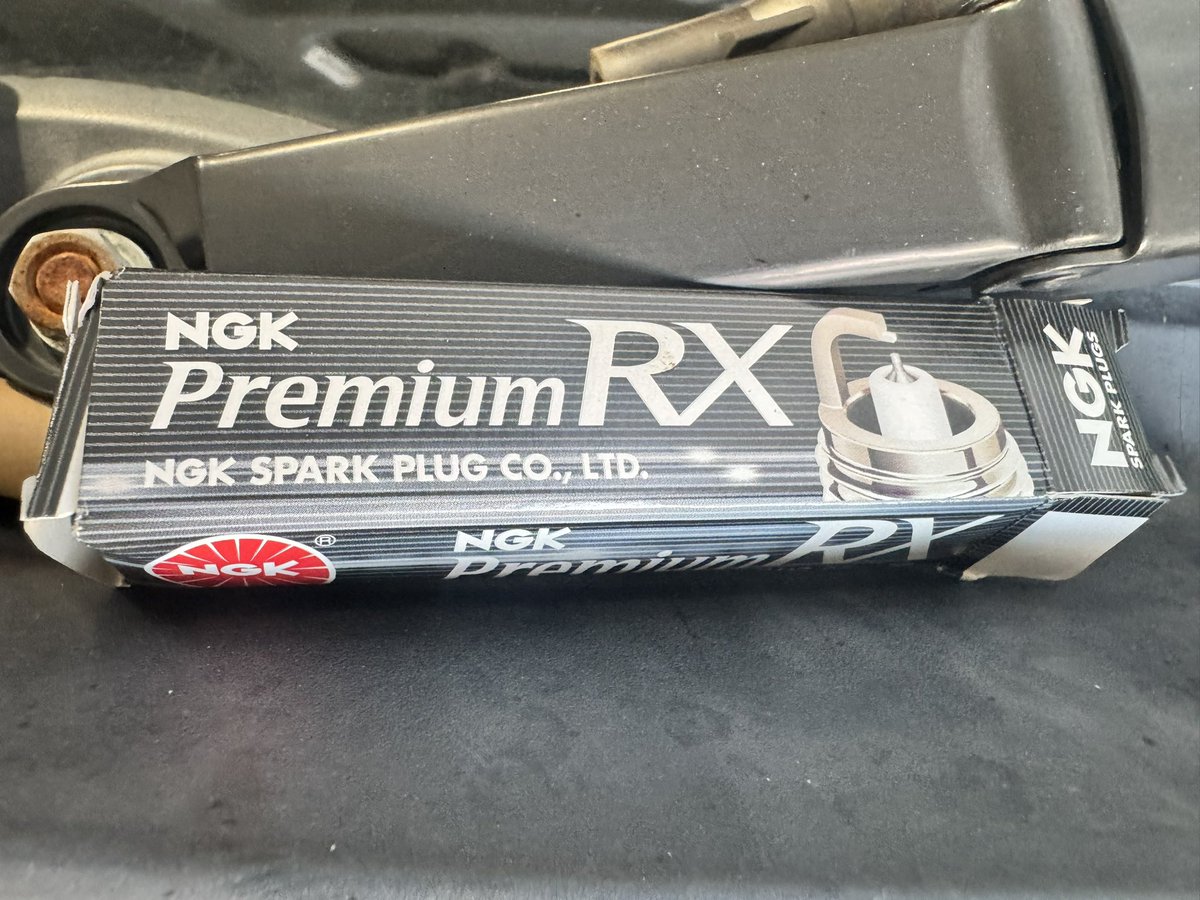 NGK
Premium RX
NGK SPARK PLUG CO., LTD.
NGK
SPARK PLUGS
NGK
®
NGK
Premium RX